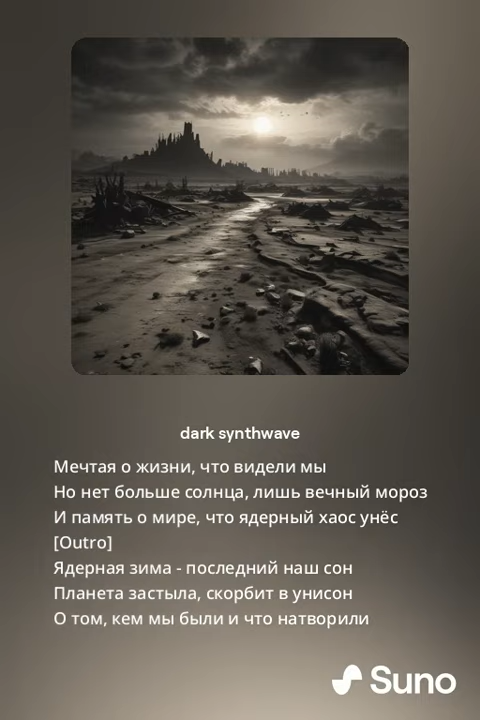 dark synthwave
Мечтая о жизни, что видели мы
Но нет больше солнца, лишь вечный мороз
И память о мире, что ядерный хаос унёс
[Outro]
Ядерная зима - последний наш сон
Планета застыла, скорбит в унисон
О том, кем мы были и что натворили
Suno